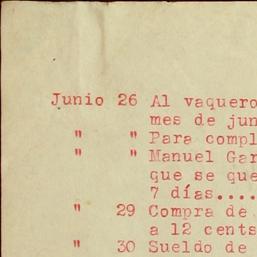 Junio 26 Al vaquero
mes de jun
" " Para compl
" " Manuel Gar
que se que
7 días....
" 29 Compra de
a 12 cents
" 30 Sueldo de